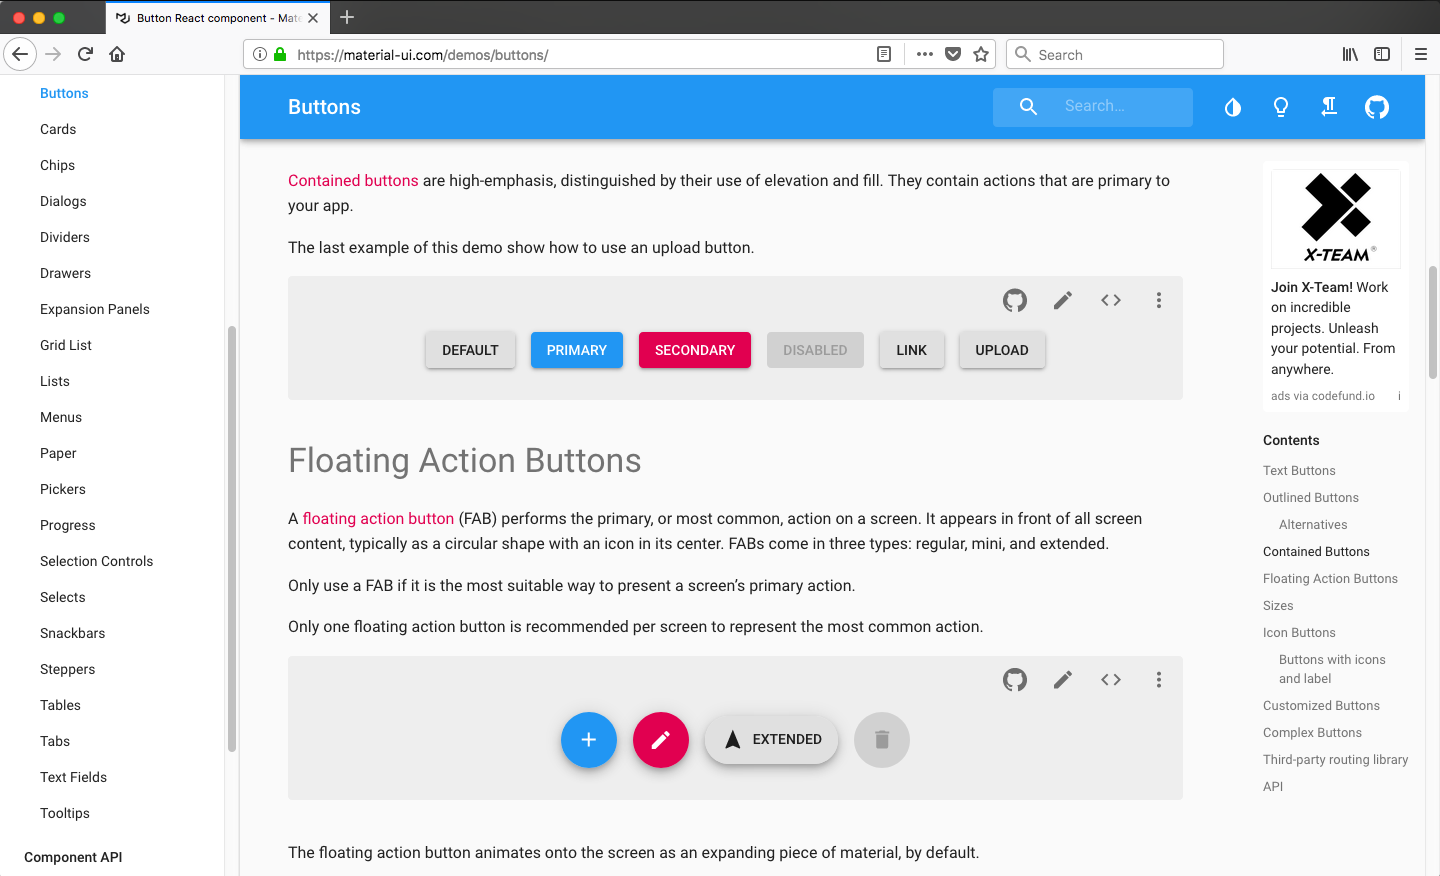 Button React component - Mate
https://material-ui.com/demos/buttons/
Search
Buttons
Cards
Chips
Dialogs
Dividers
Drawers
Expansion Panels
Grid List
Lists
Menus
Paper
Pickers
Progress
Selection Controls
Selects
Snackbars
Steppers
Tables
Tabs
Text Fields
Tooltips
Component API
Buttons
Search...
Contained buttons are high-emphasis, distinguished by their use of elevation and fill. They contain actions that are primary to
your app.
The last example of this demo show how to use an upload button.
DEFAULT PRIMARY SECONDARY DISABLED LINK UPLOAD
Floating Action Buttons
A floating action button (FAB) performs the primary, or most common, action on a screen. It appears in front of all screen
content, typically as a circular shape with an icon in its center. FABs come in three types: regular, mini, and extended.
Only use a FAB if it is the most suitable way to present a screen’s primary action.
Only one floating action button is recommended per screen to represent the most common action.
EXTENDED
The floating action button animates onto the screen as an expanding piece of material, by default.
X-TEAM®
Join X-Team! Work
on incredible
projects. Unleash
your potential. From
anywhere.
ads via codefund.io i
Contents
Text Buttons
Outlined Buttons
Alternatives
Contained Buttons
Floating Action Buttons
Sizes
Icon Buttons
Buttons with icons
and label
Customized Buttons
Complex Buttons
Third-party routing library
API